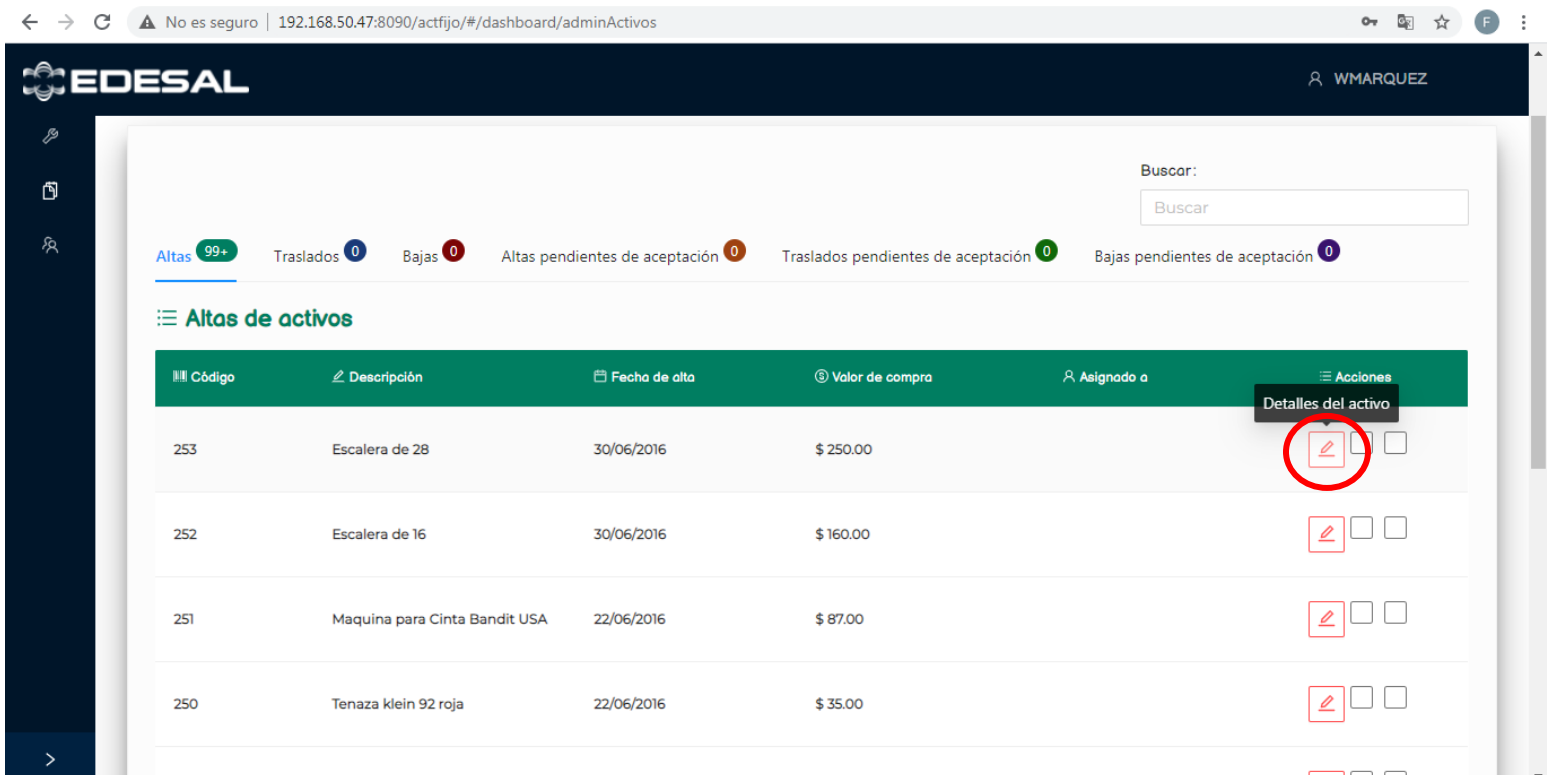 No es seguro | 192.168.50.47:8090/actfijo/#/dashboard/adminActivos
F
EDESAL
WMARQUEZ
Buscar:
Buscar
Altas 99+ Traslados 0 Bajas 0 Altas pendientes de aceptación 0 Traslados pendientes de aceptación 0 Bajas pendientes de aceptación 0
Altas de activos
Código Descripción Fecha de alta Valor de compra Asignado a Acciones
Detalles del activo
253 Escalera de 28 30/06/2016 $ 250.00
252 Escalera de 16 30/06/2016 $ 160.00
251 Maquina para Cinta Bandit USA 22/06/2016 $ 87.00
250 Tenaza klein 92 roja 22/06/2016 $ 35.00